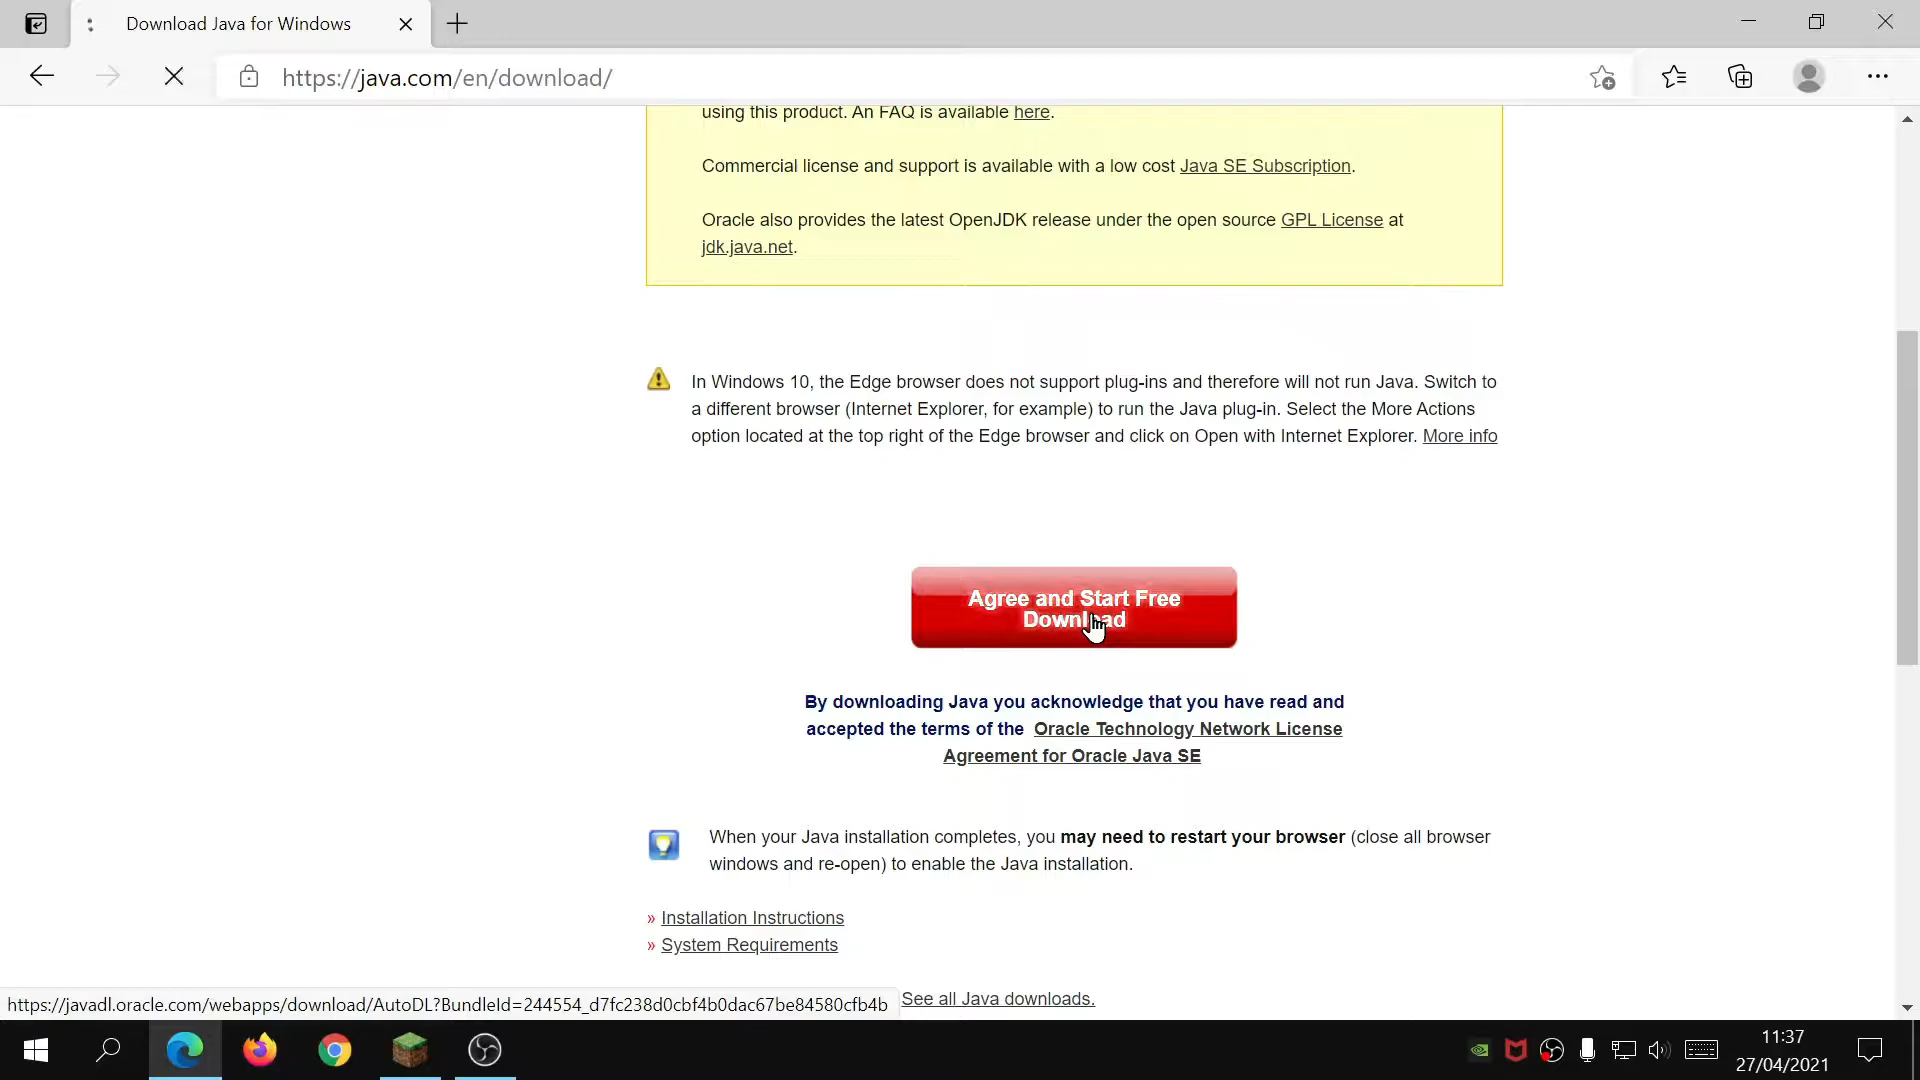 Download Java for Windows
https://java.com/en/download/
using this product. An FAQ is available here.
Commercial license and support is available with a low cost Java SE Subscription.
Oracle also provides the latest OpenJDK release under the open source GPL License at
jdk.java.net.
In Windows 10, the Edge browser does not support plug-ins and therefore will not run Java. Switch to
a different browser (Internet Explorer, for example) to run the Java plug-in. Select the More Actions
option located at the top right of the Edge browser and click on Open with Internet Explorer. More info
Agree and Start Free
Download
By downloading Java you acknowledge that you have read and
accepted the terms of the Oracle Technology Network License
Agreement for Oracle Java SE
When your Java installation completes, you may need to restart your browser (close all browser
windows and re-open) to enable the Java installation.
» Installation Instructions
» System Requirements
https://javadl.oracle.com/webapps/download/AutoDL?BundleId=244554_d7fc238d0cbf4b0dac67be84580cfb4b
See all Java downloads.
11:37
27/04/2021